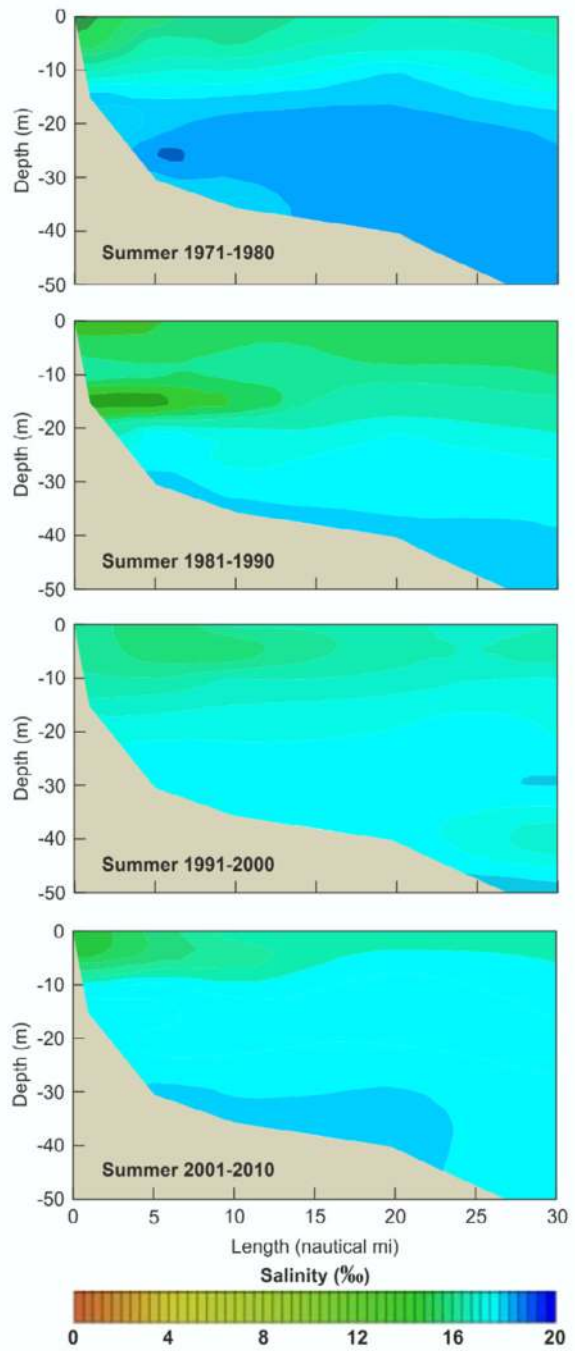 0
-10
-20
-30
-40
-50
Depth (m)
Summer 1971-1980
0
-10
-20
-30
-40
-50
Depth (m)
Summer 1981-1990
0
-10
-20
-30
-40
-50
Depth (m)
Summer 1991-2000
0
-10
-20
-30
-40
-50
Depth (m)
Summer 2001-2010
0 5 10 15 20 25 30
Length (nautical mi)
Salinity (‰)
0 4 8 12 16 20